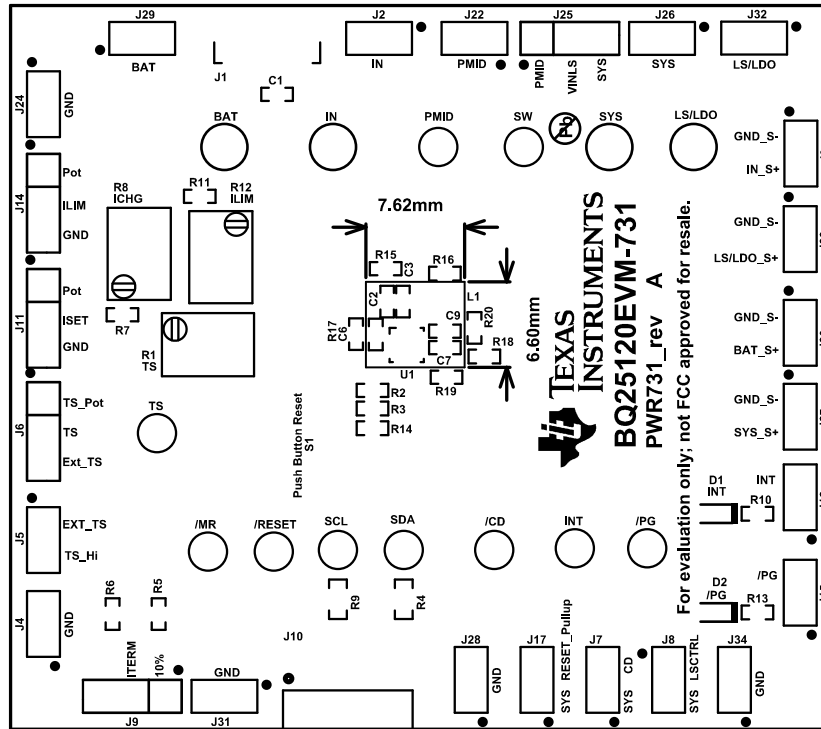 J29
J2
J22
J25
J26
J32
BAT
J1
IN
PMID
PMID
VINLS
SYS
SYS
LS/LDO
C1
J24
GND
BAT
IN
PMID
SW
Pb
SYS
LS/LDO
GND_S-
IN_S+
J14
Pot
ILIM
GND
R8
ICHG
R11
R12
ILIM
7.62mm
GND_S-
LS/LDO_S+
R15
C3
R16
J11
Pot
ISET
GND
R7
R1
TS
C2
L1
R17
C6
C9
R20
C7
R18
U1
R19
6.60mm
TEXAS
INSTRUMENTS
BQ25120EVM-731
PWR731_rev A
For evaluation only; not FCC approved for resale.
GND_S-
BAT_S+
GND_S-
SYS_S+
J6
TS_Pot
TS
Ext_TS
TS
R2
R3
R14
Push Button Reset
S1
D1
INT
INT
R10
J5
EXT_TS
TS_Hi
/MR
/RESET
SCL
SDA
/CD
INT
/PG
D2
/PG
/PG
R13
J4
GND
R6
R5
R9
R4
J10
ITERM
10%
J9
GND
J31
J28
GND
J17
SYS RESET_Pullup
J7
SYS CD
J8
SYS LSCTRL
J34
GND